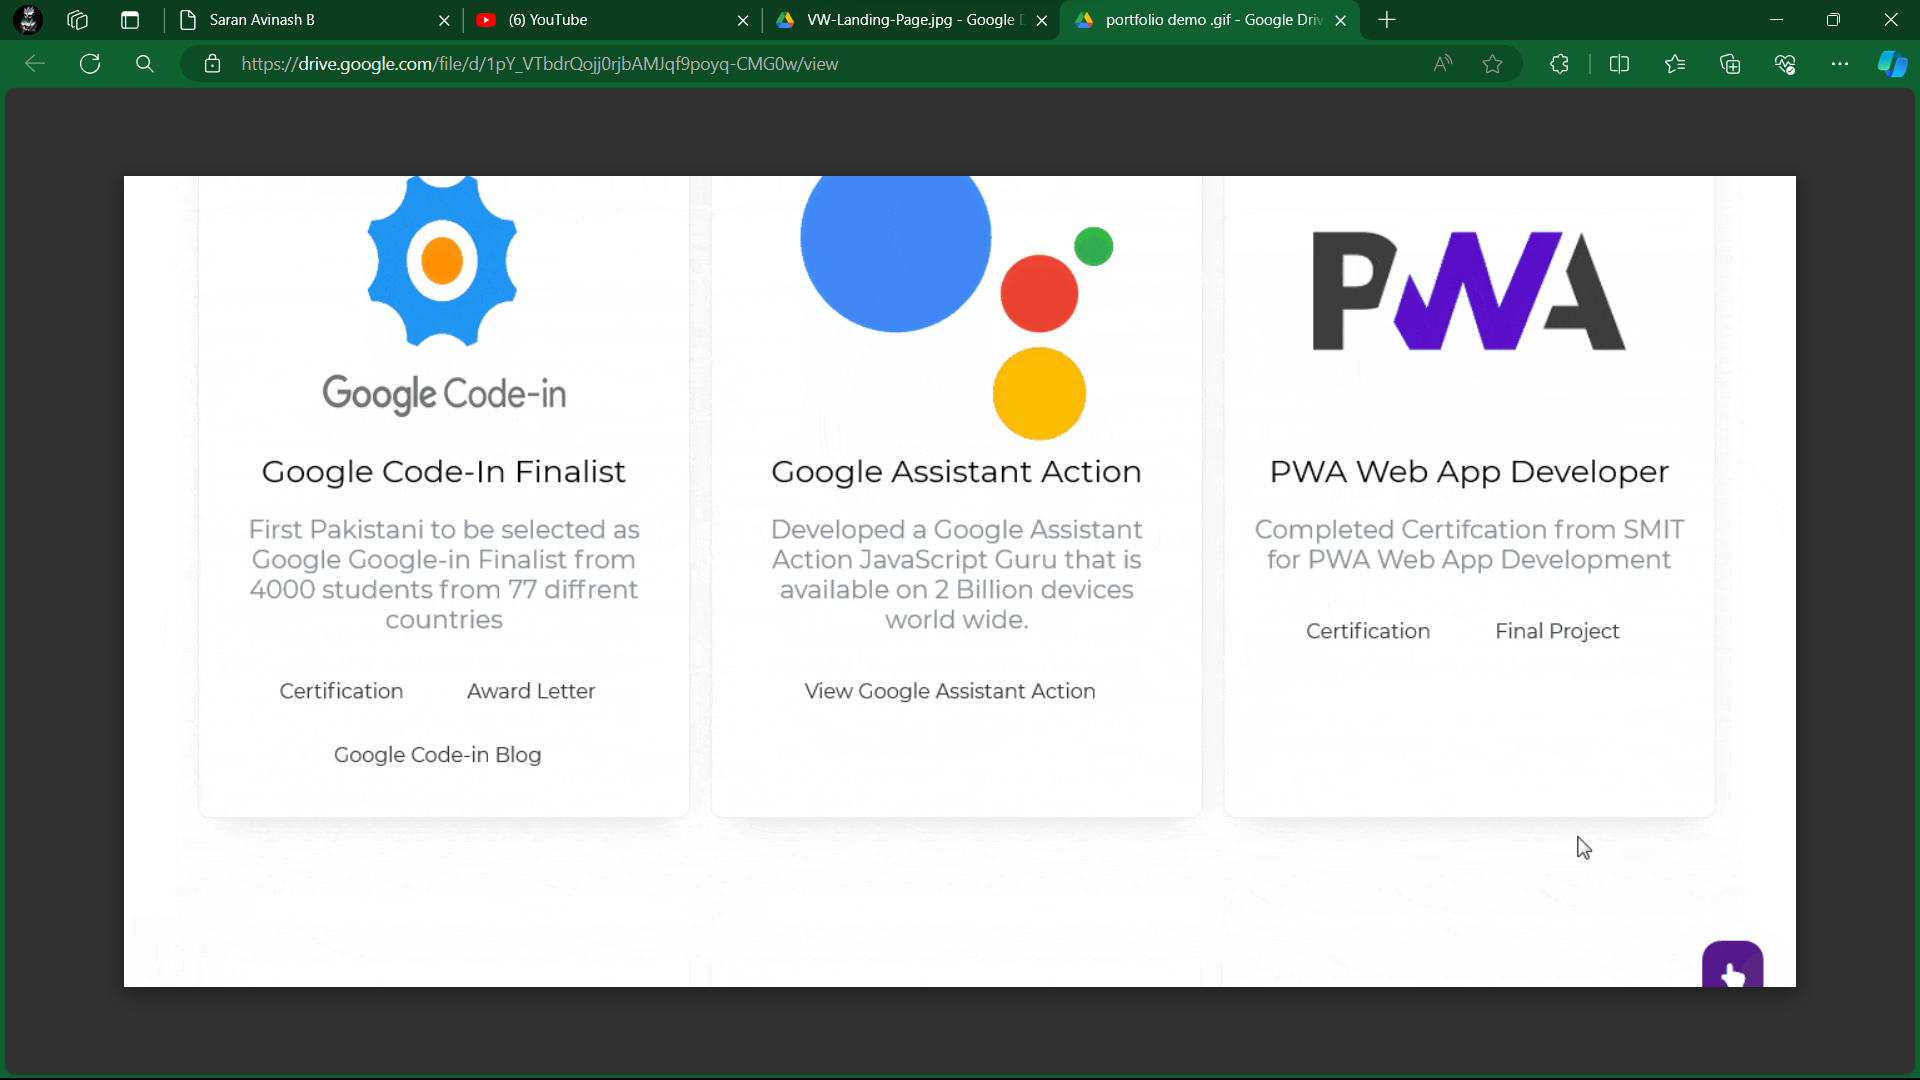 Saran Avinash B
(6) YouTube
VW-Landing-Page.jpg - Google D
portfolio demo .gif - Google Driv
https://drive.google.com/file/d/1pY_VTbdrQojj0rjbAMJqf9poyq-CMG0w/view
PWA
Google Code-in
Google Code-In Finalist
First Pakistani to be selected as
Google Google-in Finalist from
4000 students from 77 diffrent
countries
Certification Award Letter
Google Code-in Blog
Google Assistant Action
Developed a Google Assistant
Action JavaScript Guru that is
available on 2 Billion devices
world wide.
View Google Assistant Action
PWA Web App Developer
Completed Certifcation from SMIT
for PWA Web App Development
Certification Final Project